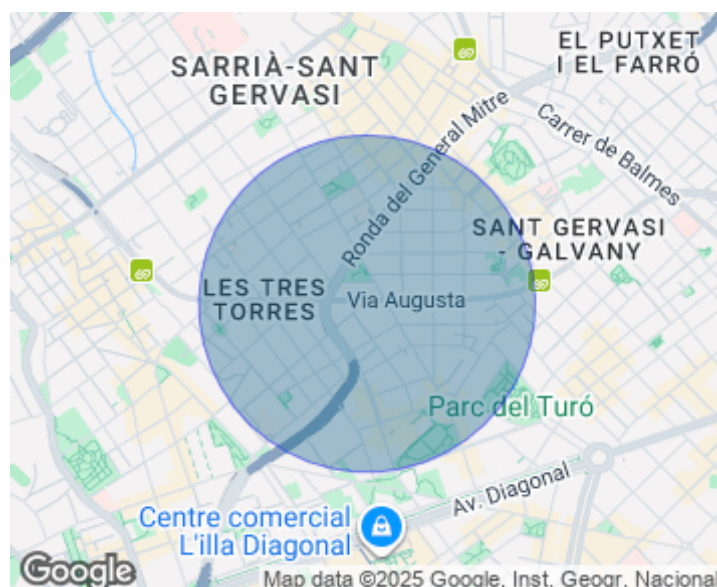 EL PUTXET
I EL FARRÓ
SARRIÀ-SANT
GERVASI
Ronda del General Mitre
Carrer de Balmes
SANT GERVASI
- GALVANY
LES TRES
TORRES
Via Augusta
Parc del Turó
Av. Diagonal
Centre comercial
L'illa Diagonal
Google
Map data ©2025 Google, Inst. Geogr. Nacional